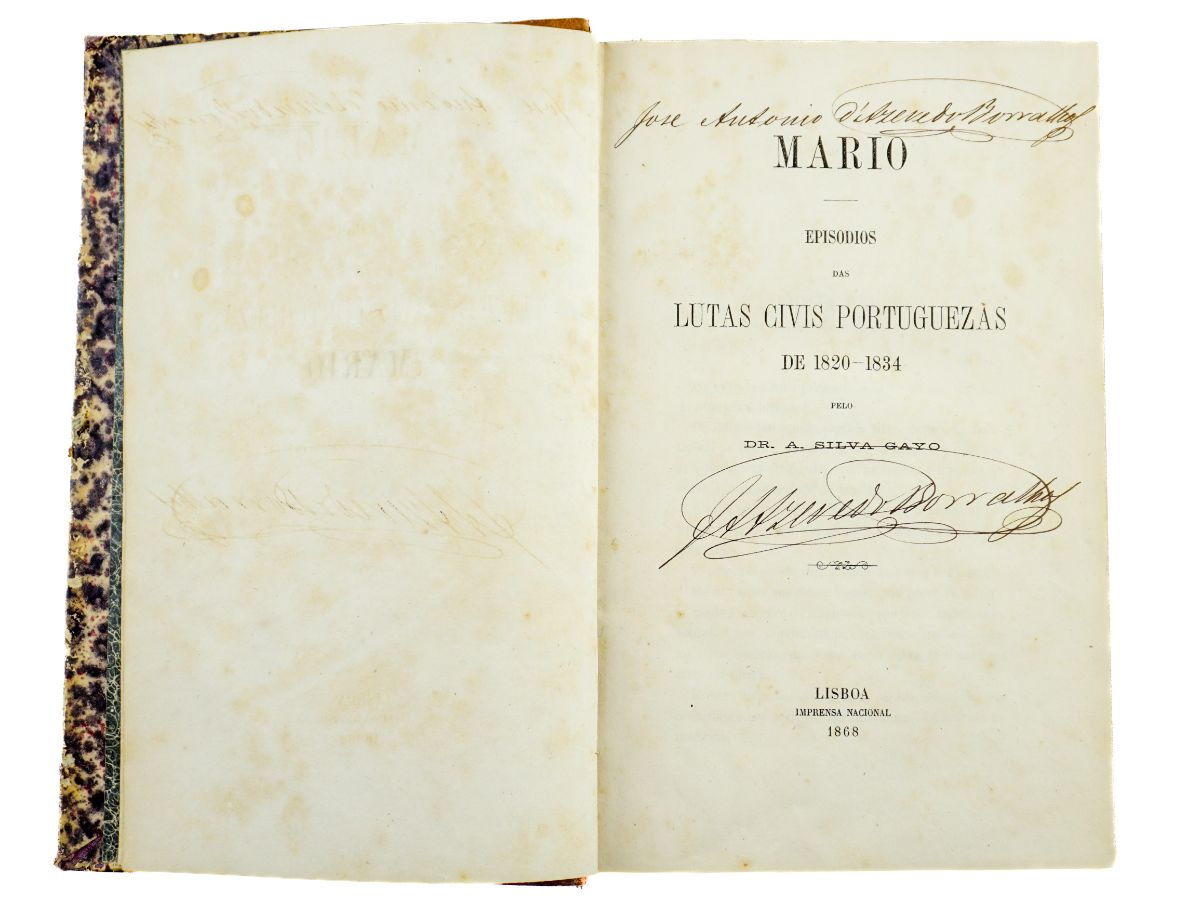 Jose Antonio d'Azevedo Borralho
MARIO
EPISODIOS
DAS
LUTAS CIVIS PORTUGUEZAS
DE 1820–1834
PELO
DR. A. SILVA GAYO
JAAzevedo Borralho
LISBOA
IMPRENSA NACIONAL
1868